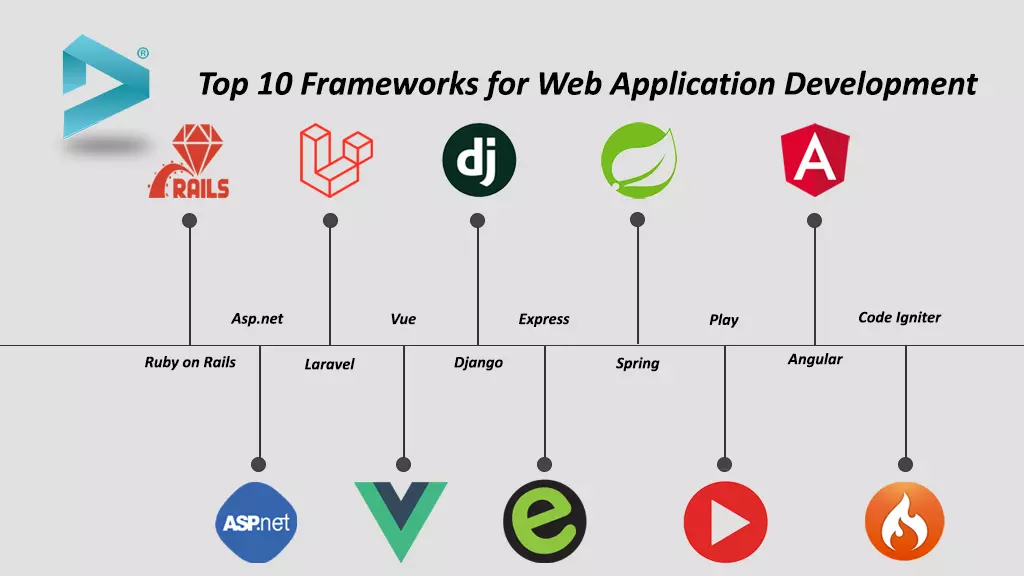 ®
Top 10 Frameworks for Web Application Development
RAILS
dj
A
Asp.net
Vue
Express
Play
Code Igniter
Ruby on Rails
Laravel
Django
Spring
Angular
ASP.net
e